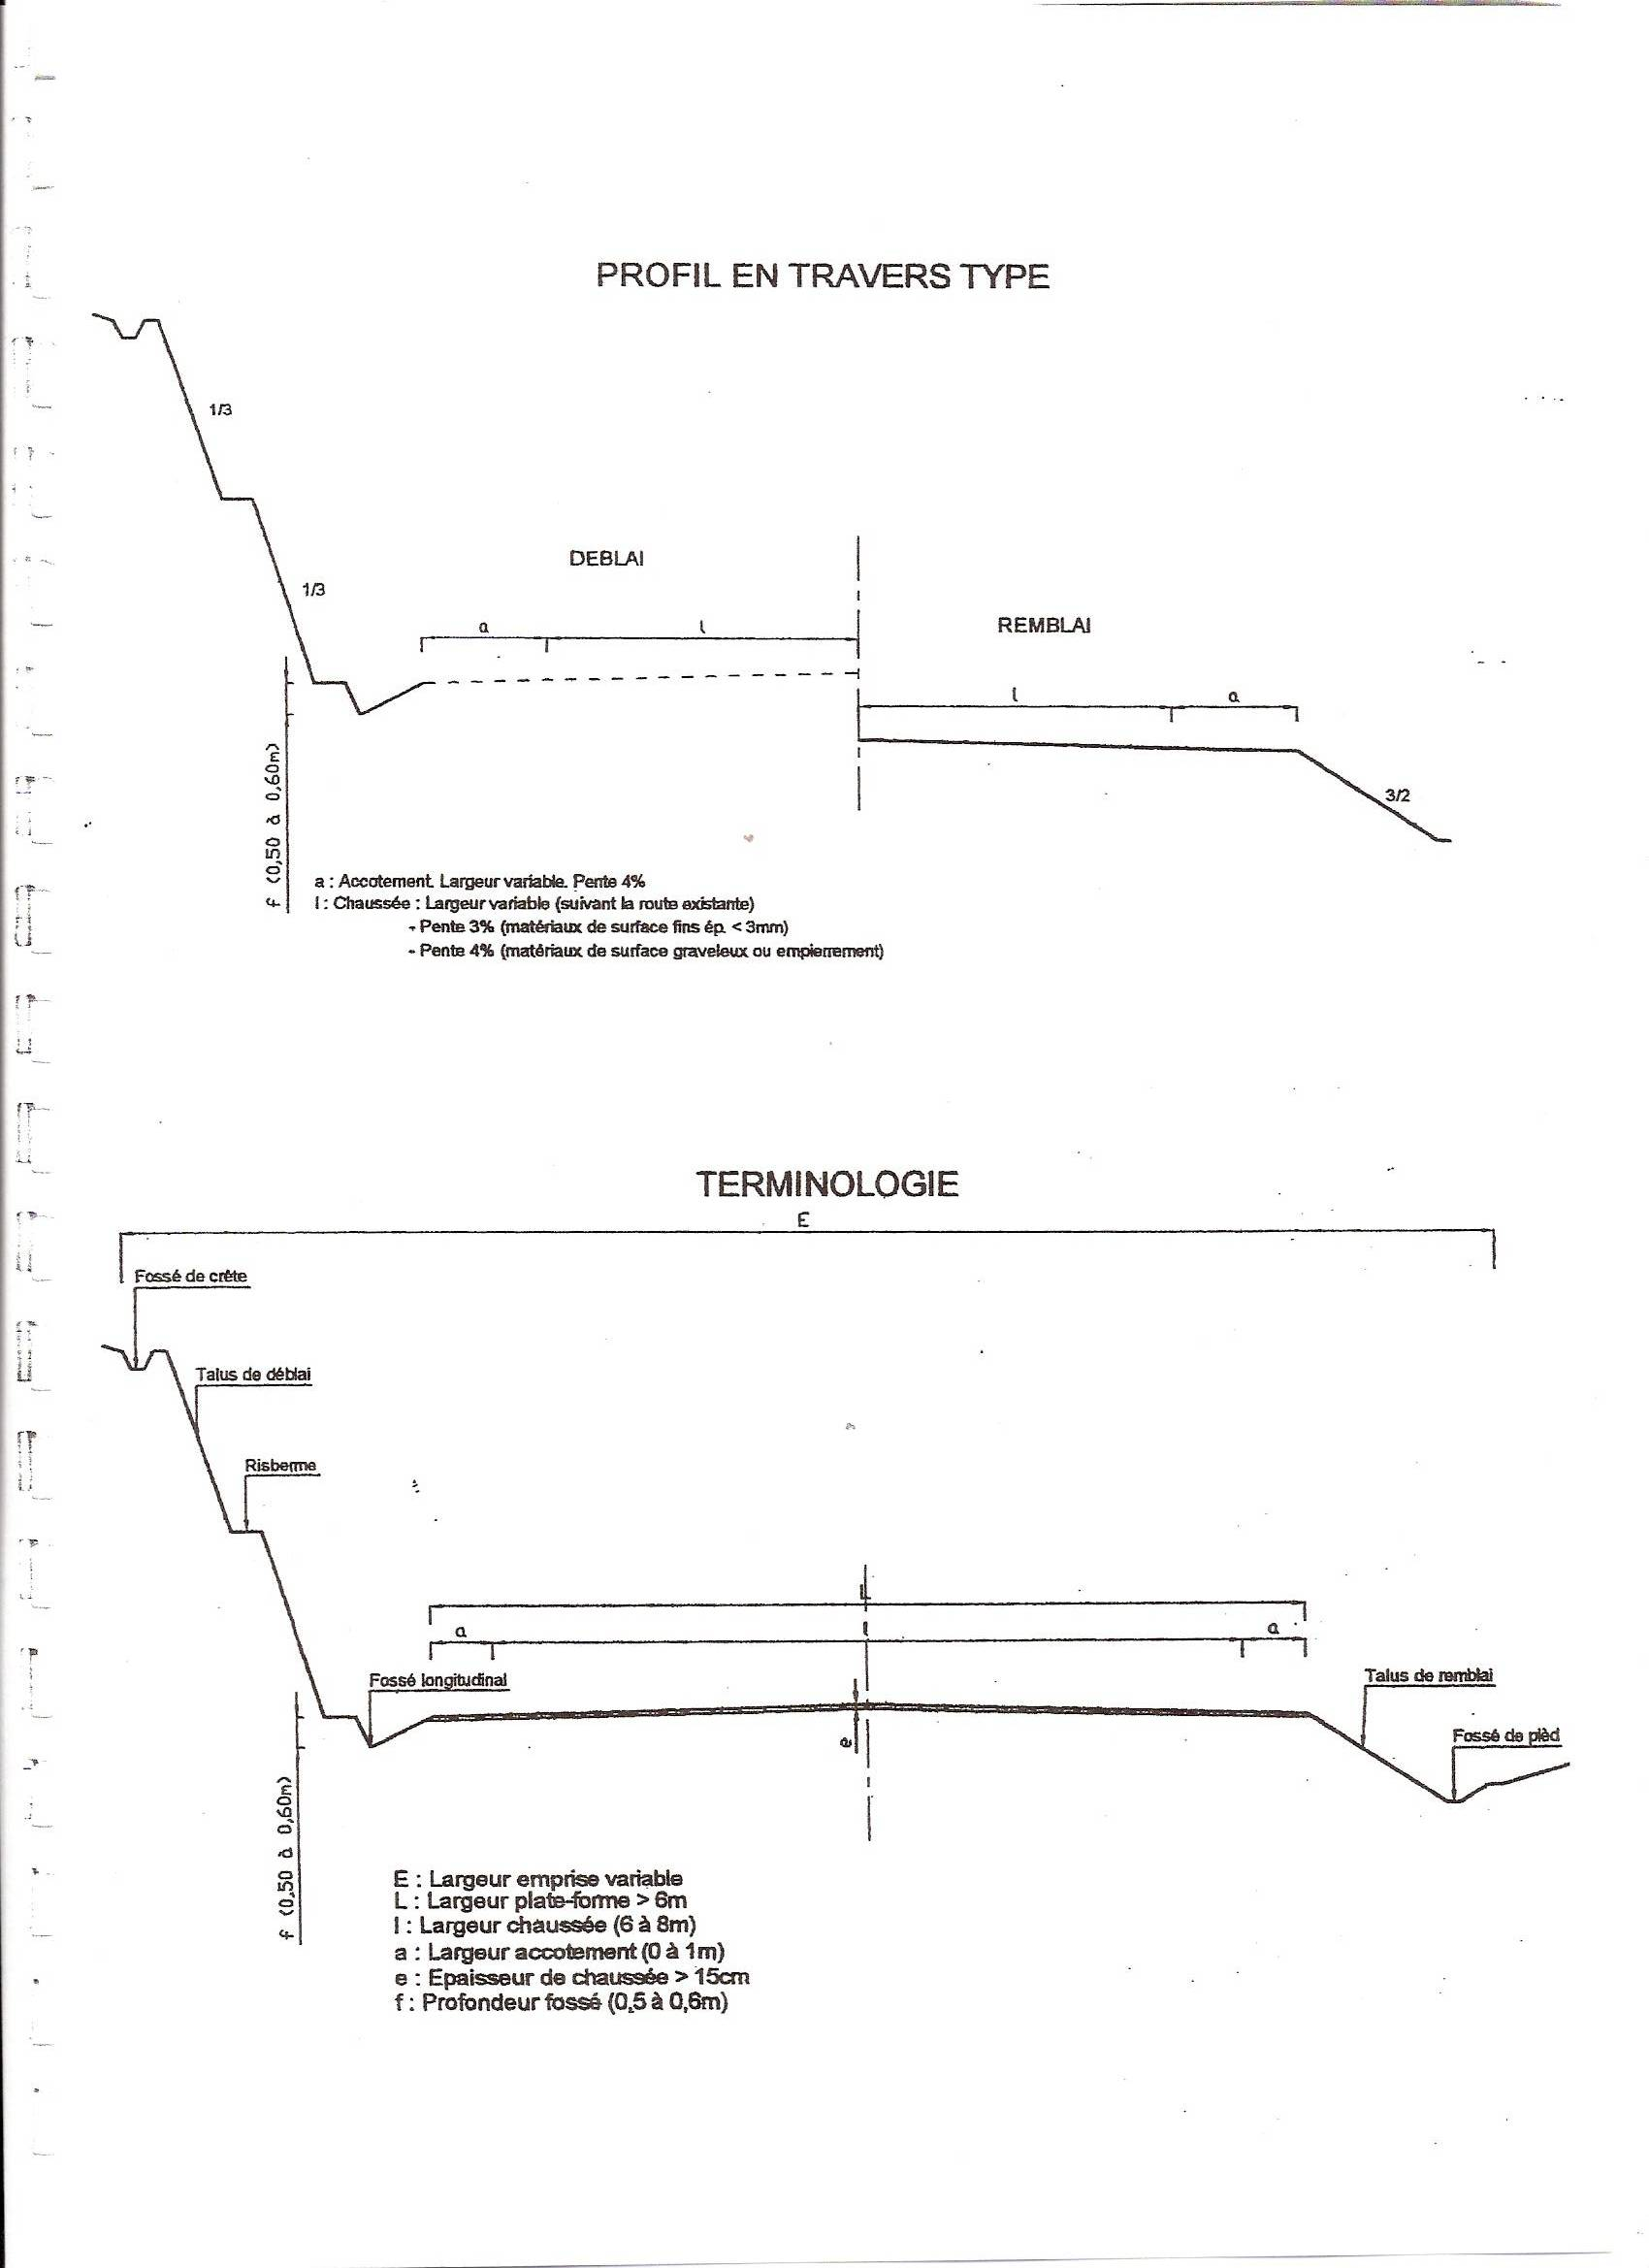 PROFIL EN TRAVERS TYPE
1/3
1/3
DEBLAI
a
l
REMBLAI
l
a
3/2
f (0,50 à 0,60m)
a : Accotement. Largeur variable. Pente 4%
l : Chaussée : Largeur variable (suivant la route existante)
- Pente 3% (matériaux de surface fins ép. < 3mm)
- Pente 4% (matériaux de surface graveleux ou empierrement)
TERMINOLOGIE
E
Fossé de crête
Talus de déblai
Risberme
L
a
l
a
Fossé longitudinal
Talus de remblai
Fossé de pièd
e
f (0,50 à 0,60m)
E : Largeur emprise variable
L : Largeur plate-forme > 6m
l : Largeur chaussée (6 à 8m)
a : Largeur accotement (0 à 1m)
e : Epaisseur de chaussée > 15cm
f : Profondeur fossé (0,5 à 0,6m)